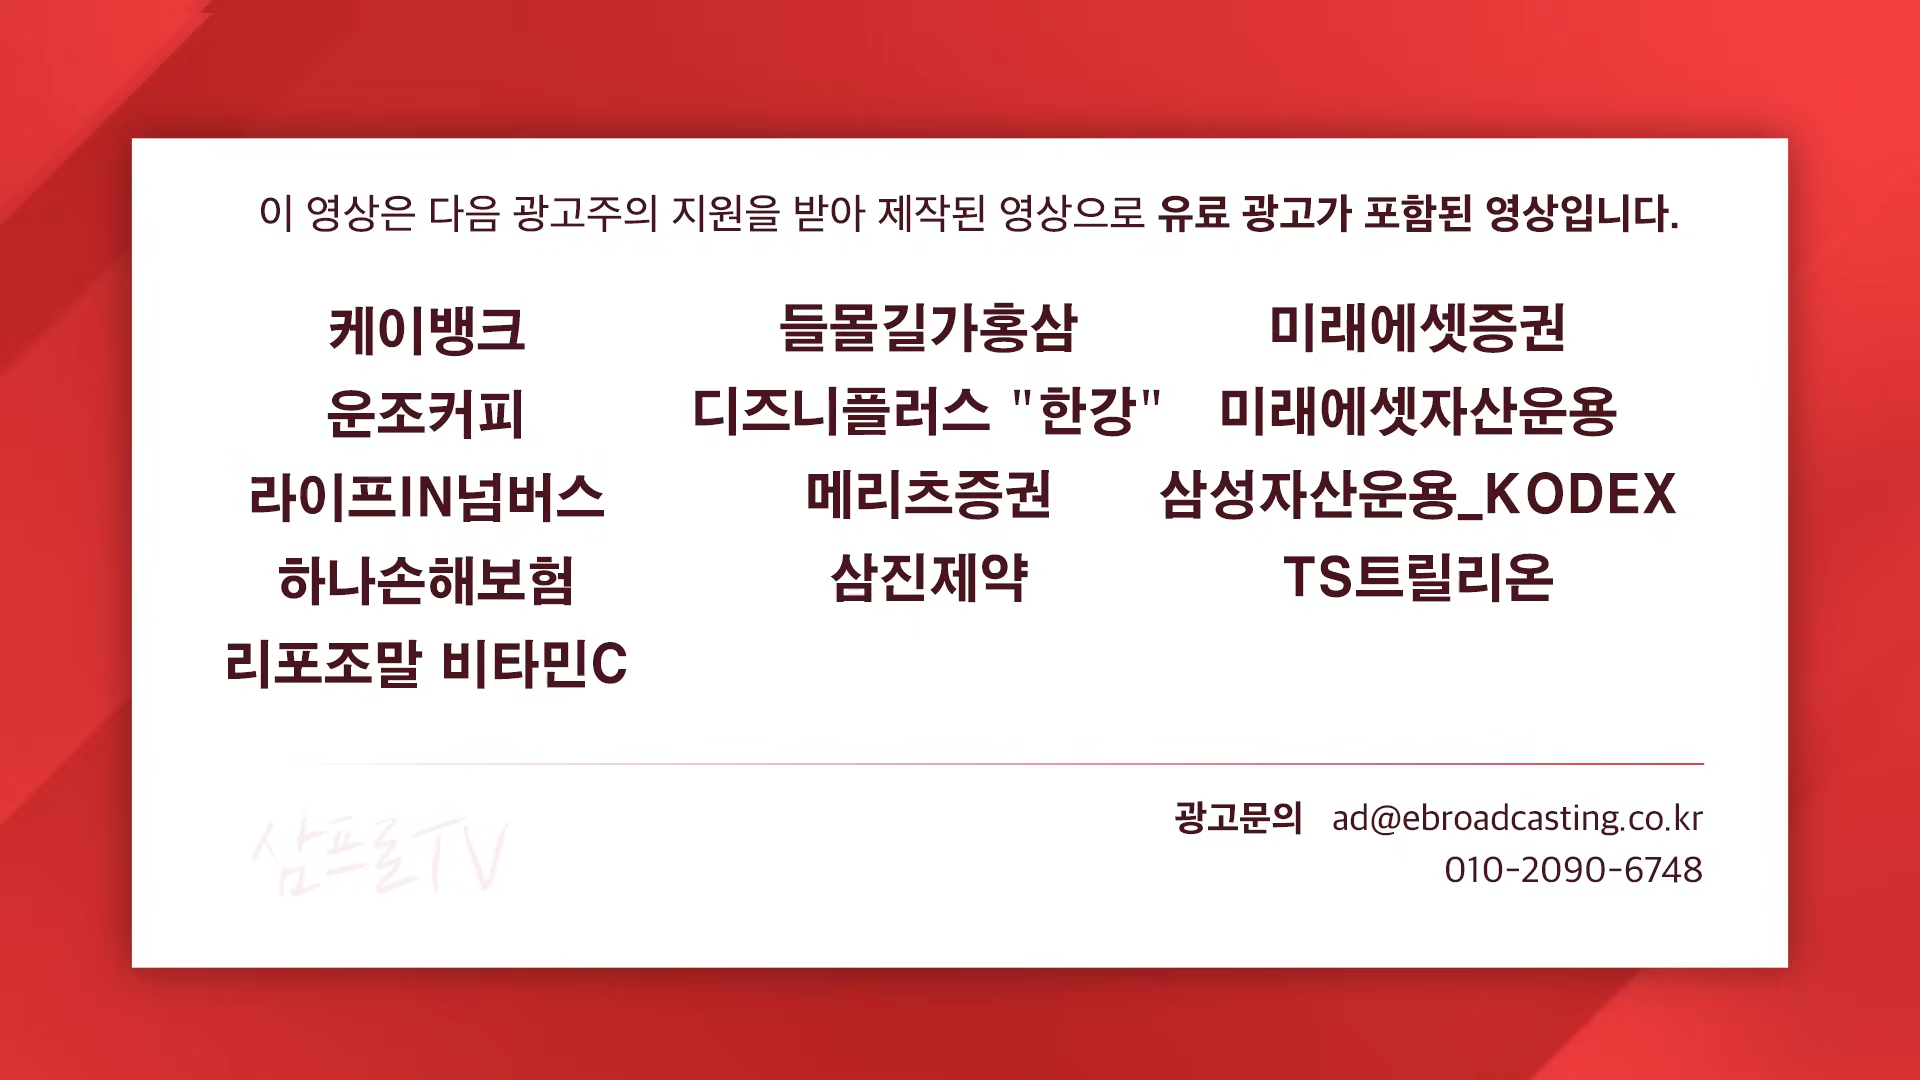 이 영상은 다음 광고주의 지원을 받아 제작된 영상으로 유료 광고가 포함된 영상입니다.
케이뱅크
운조커피
라이프IN넘버스
하나손해보험
리포조말 비타민C
들몰길가홍삼
디즈니플러스 "한강"
메리츠증권
삼진제약
미래에셋증권
미래에셋자산운용
삼성자산운용_KODEX
TS트릴리온
삼프로TV
광고문의 ad@ebroadcasting.co.kr
010-2090-6748